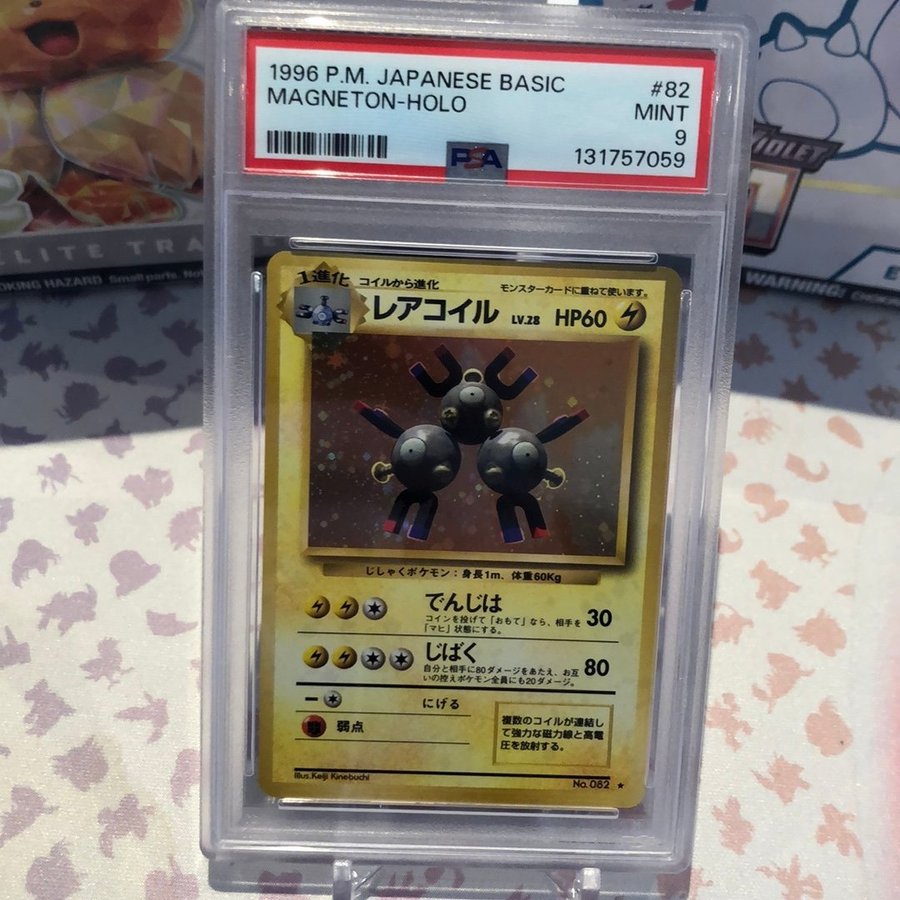 1996 P.M. JAPANESE BASIC #82
MAGNETON-HOLO MINT
9
PSA 131757059
ELITE TRA
OKING HAZARD Small parts. Not
VIOLET
WARNING: CHOKING
1進化 コイルから進化 モンスターカードに重ねて使います。
レアコイル LV.28 HP60
じしゃくポケモン：身長1m、体重60Kg
でんじは 30
コインを投げて「おもて」なら、相手を
「マヒ」状態にする。
じばく 80
自分と相手に80ダメージをあたえ、お互
いの控えポケモン全員にも20ダメージ。
にげる
弱点
複数のコイルが連結し
て強力な磁力線と高電
圧を放射する。
Illus. Keiji Kinebuchi
No. 082 ★